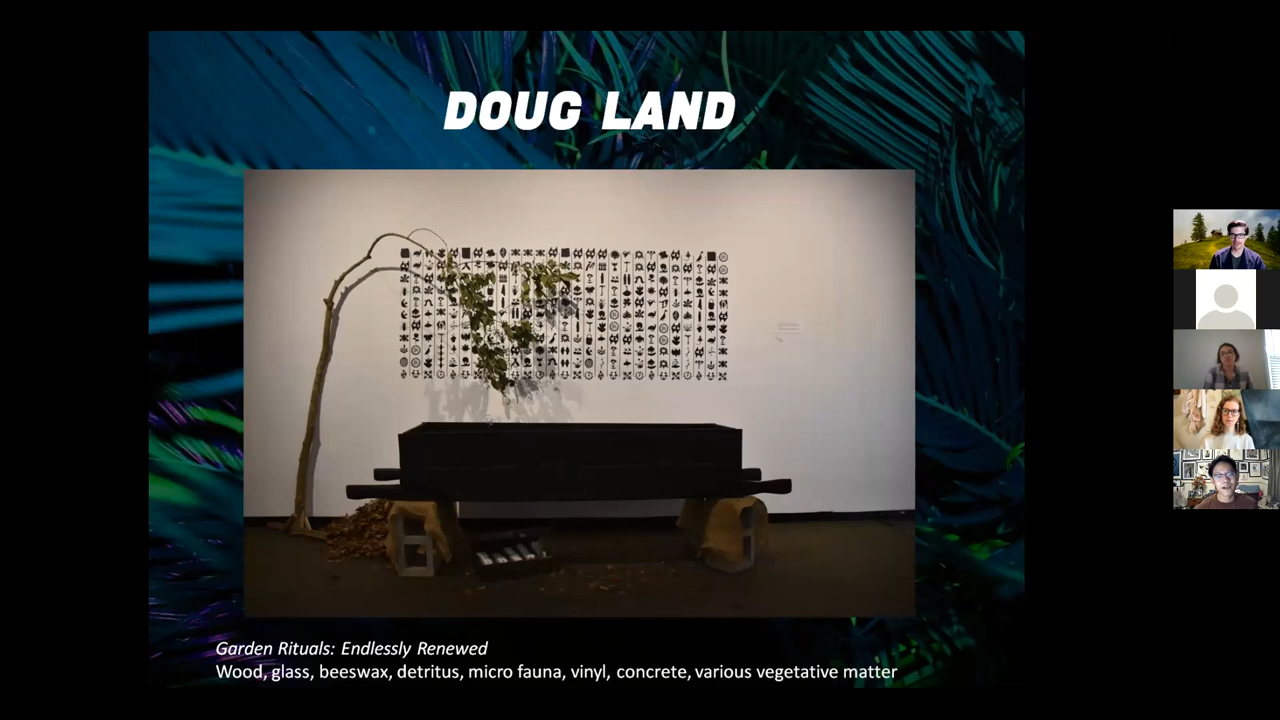 DOUG LAND
Garden Rituals: Endlessly Renewed
Wood, glass, beeswax, detritus, micro fauna, vinyl, concrete, various vegetative matter